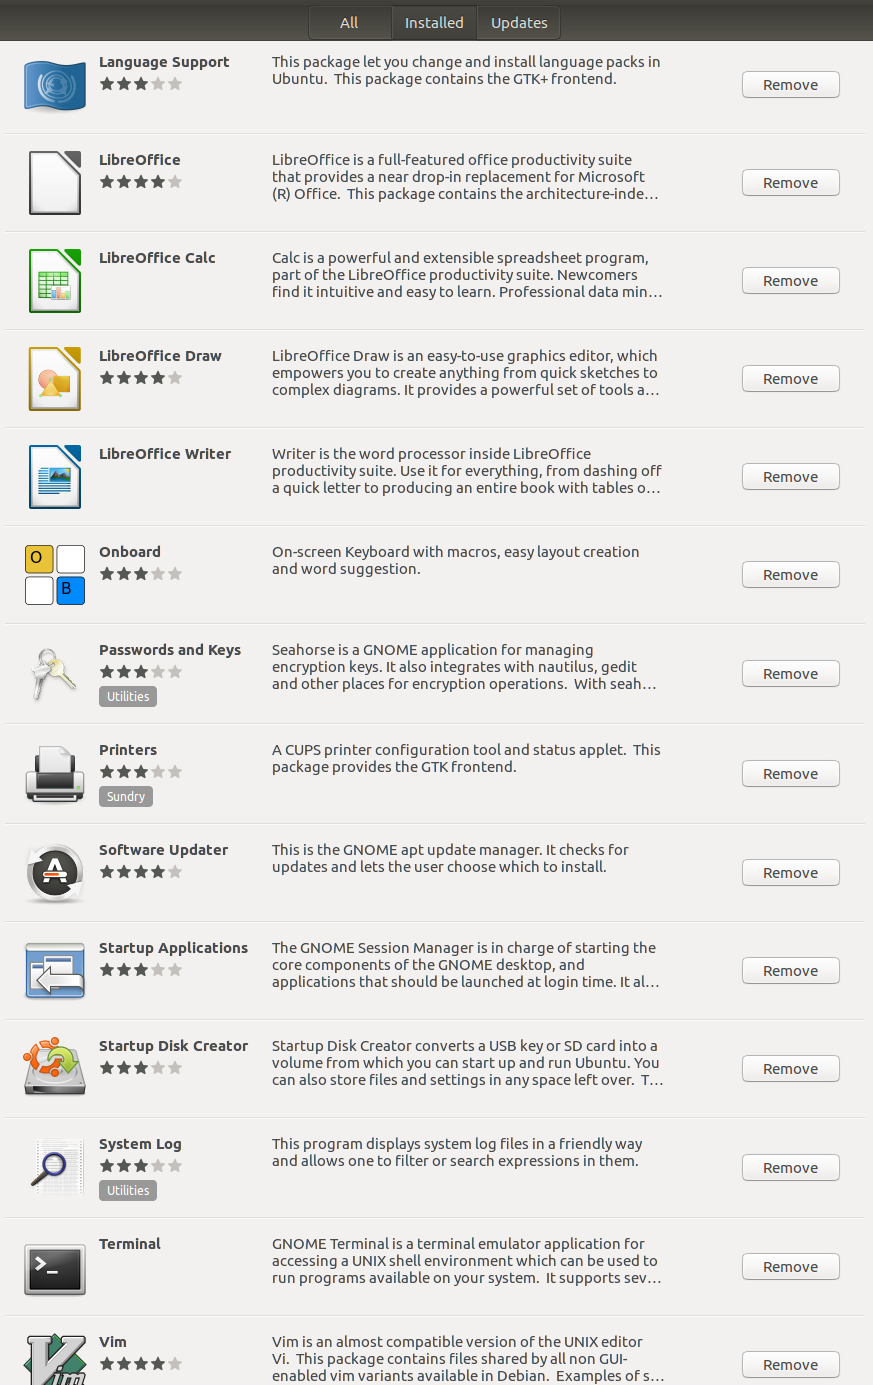 All Installed Updates
Language Support
This package let you change and install language packs in
Ubuntu.  This package contains the GTK+ frontend.
Remove
LibreOffice
LibreOffice is a full-featured office productivity suite
that provides a near drop-in replacement for Microsoft
(R) Office.  This package contains the architecture-inde…
Remove
LibreOffice Calc
Calc is a powerful and extensible spreadsheet program,
part of the LibreOffice productivity suite. Newcomers
find it intuitive and easy to learn. Professional data min…
Remove
LibreOffice Draw
LibreOffice Draw is an easy-to-use graphics editor, which
empowers you to create anything from quick sketches to
complex diagrams. It provides a powerful set of tools a…
Remove
LibreOffice Writer
Writer is the word processor inside LibreOffice
productivity suite. Use it for everything, from dashing off
a quick letter to producing an entire book with tables o…
Remove
O
B
Onboard
On-screen Keyboard with macros, easy layout creation
and word suggestion.
Remove
Passwords and Keys
Utilities
Seahorse is a GNOME application for managing
encryption keys. It also integrates with nautilus, gedit
and other places for encryption operations.  With seah…
Remove
Printers
Sundry
A CUPS printer configuration tool and status applet.  This
package provides the GTK frontend.
Remove
A
Software Updater
This is the GNOME apt update manager. It checks for
updates and lets the user choose which to install.
Remove
Startup Applications
The GNOME Session Manager is in charge of starting the
core components of the GNOME desktop, and
applications that should be launched at login time. It al…
Remove
Startup Disk Creator
Startup Disk Creator converts a USB key or SD card into a
volume from which you can start up and run Ubuntu. You
can also store files and settings in any space left over.  T…
Remove
System Log
Utilities
This program displays system log files in a friendly way
and allows one to filter or search expressions in them.
Remove
>_
Terminal
GNOME Terminal is a terminal emulator application for
accessing a UNIX shell environment which can be used to
run programs available on your system.  It supports sev…
Remove
Vim
Vim
Vim is an almost compatible version of the UNIX editor
Vi.  This package contains files shared by all non GUI-
enabled vim variants available in Debian.  Examples of s…
Remove